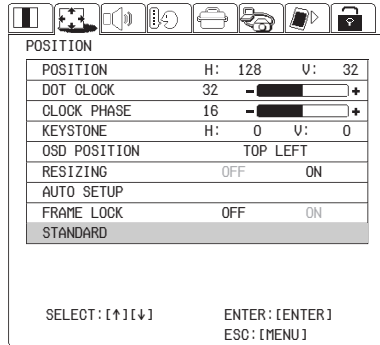 POSITION
POSITION H: 128 V: 32
DOT CLOCK 32 - +
CLOCK PHASE 16 - +
KEYSTONE H: 0 V: 0
OSD POSITION TOP LEFT
RESIZING OFF ON
AUTO SETUP
FRAME LOCK OFF ON
STANDARD
SELECT:[↑][↓] ENTER:[ENTER]
ESC:[MENU]